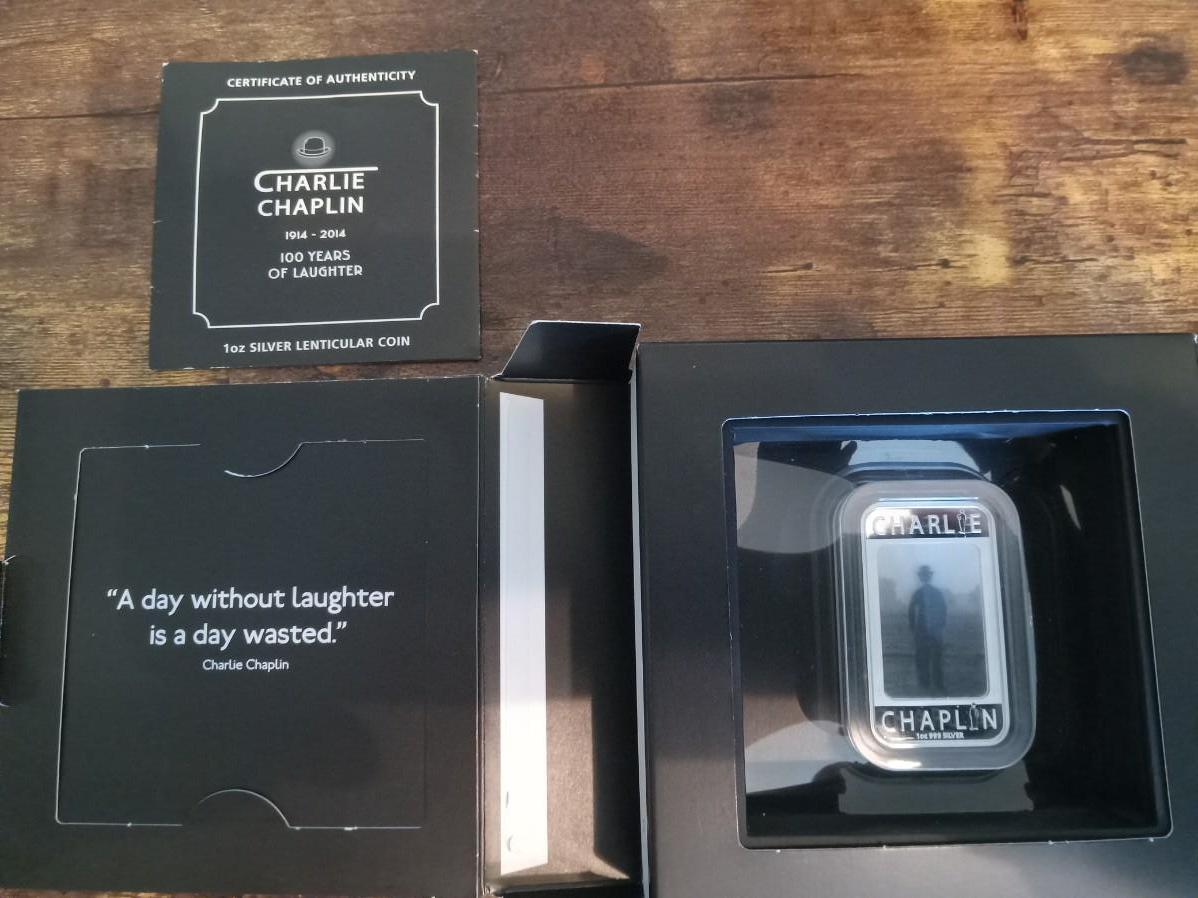 CERTIFICATE OF AUTHENTICITY
CHARLIE
CHAPLIN
1914 - 2014
100 YEARS
OF LAUGHTER
1oz SILVER LENTICULAR COIN
“A day without laughter
is a day wasted.”
Charlie Chaplin
CHARLIE
CHAPLIN
1oz 999 SILVER